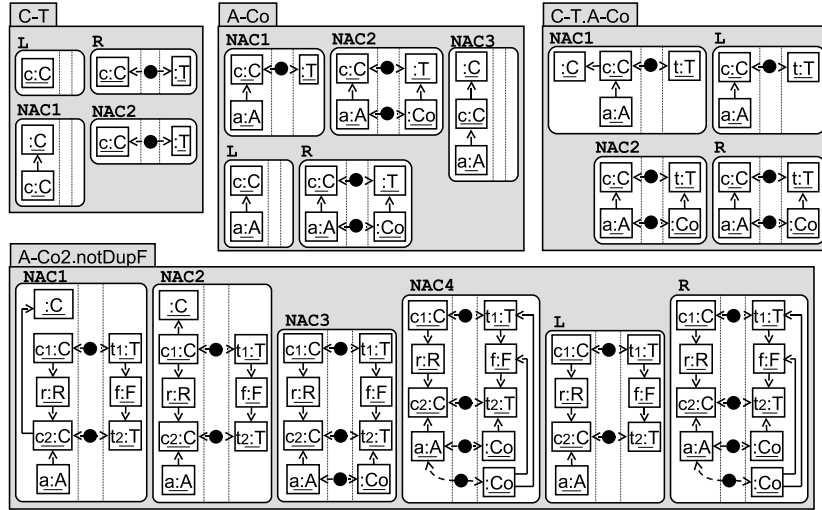 C-T
L
c:C
R
c:C :T
NAC1
:C
c:C
NAC2
c:C :T
A-Co
NAC1
c:C :T
a:A
NAC2
c:C :T
a:A :Co
NAC3
:C
c:C
a:A
L
c:C
a:A
R
c:C :T
a:A :Co
C-T.A-Co
NAC1
:C c:C t:T
a:A
L
c:C t:T
a:A
NAC2
c:C t:T
a:A :Co
R
c:C t:T
a:A :Co
A-Co2.notDupF
NAC1
:C
c1:C t1:T
r:R f:F
c2:C t2:T
a:A
NAC2
:C
c1:C t1:T
r:R f:F
c2:C t2:T
a:A
NAC3
c1:C t1:T
r:R f:F
c2:C t2:T
a:A :Co
NAC4
c1:C t1:T
r:R f:F
c2:C t2:T
a:A :Co
:Co
L
c1:C t1:T
r:R f:F
c2:C t2:T
a:A
R
c1:C t1:T
r:R f:F
c2:C t2:T
a:A :Co
:Co